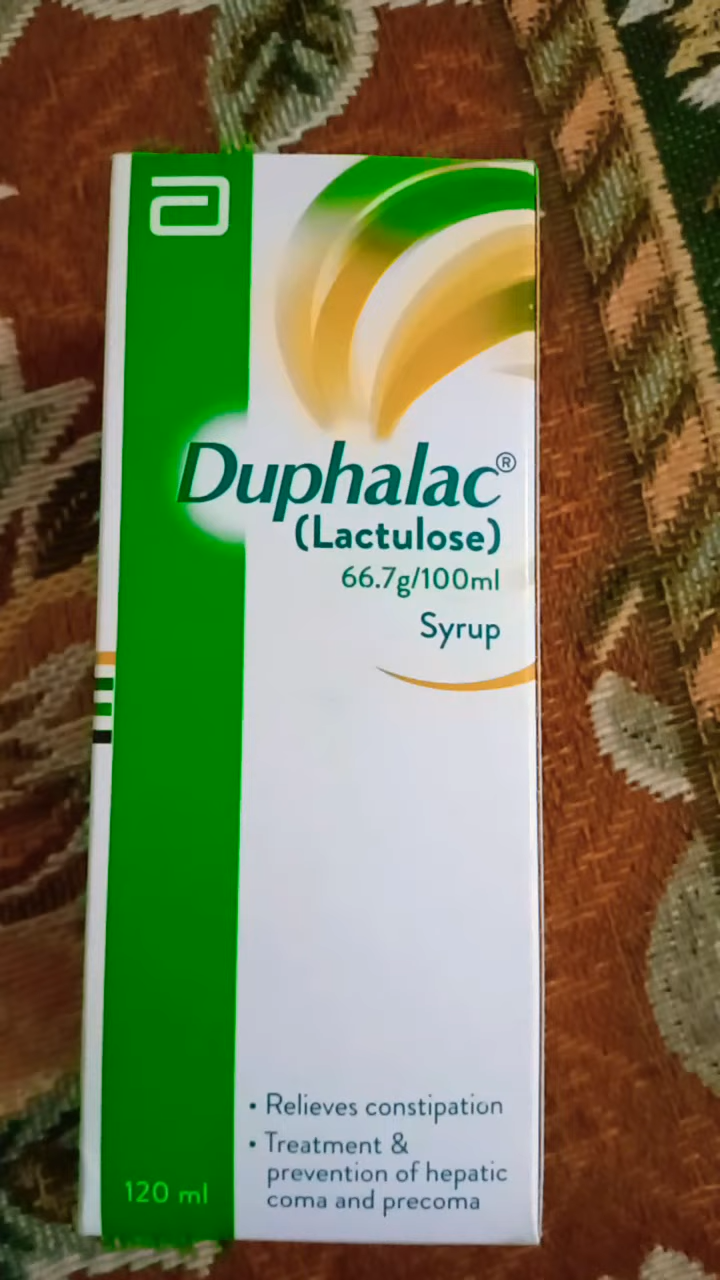 Duphalac®
(Lactulose)
66.7g/100ml
Syrup
• Relieves constipation
• Treatment &
prevention of hepatic
coma and precoma
120 ml